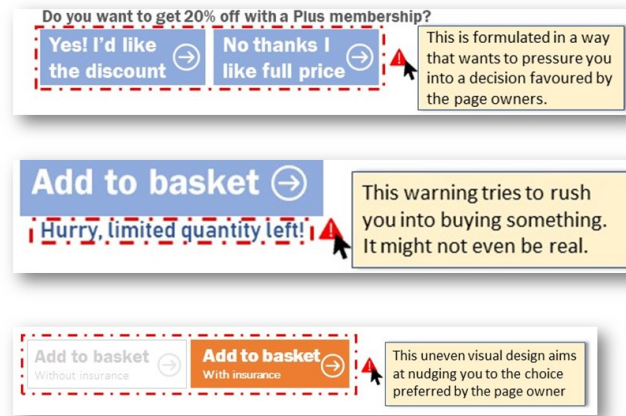 Do you want to get 20% off with a Plus membership?
Yes! I'd like
the discount
No thanks I
like full price
This is formulated in a way
that wants to pressure you
into a decision favoured by
the page owners.
Add to basket
Hurry, limited quantity left!
This warning tries to rush
you into buying something.
It might not even be real.
Add to basket
Without insurance
Add to basket
With insurance
This uneven visual design aims
at nudging you to the choice
preferred by the page owner